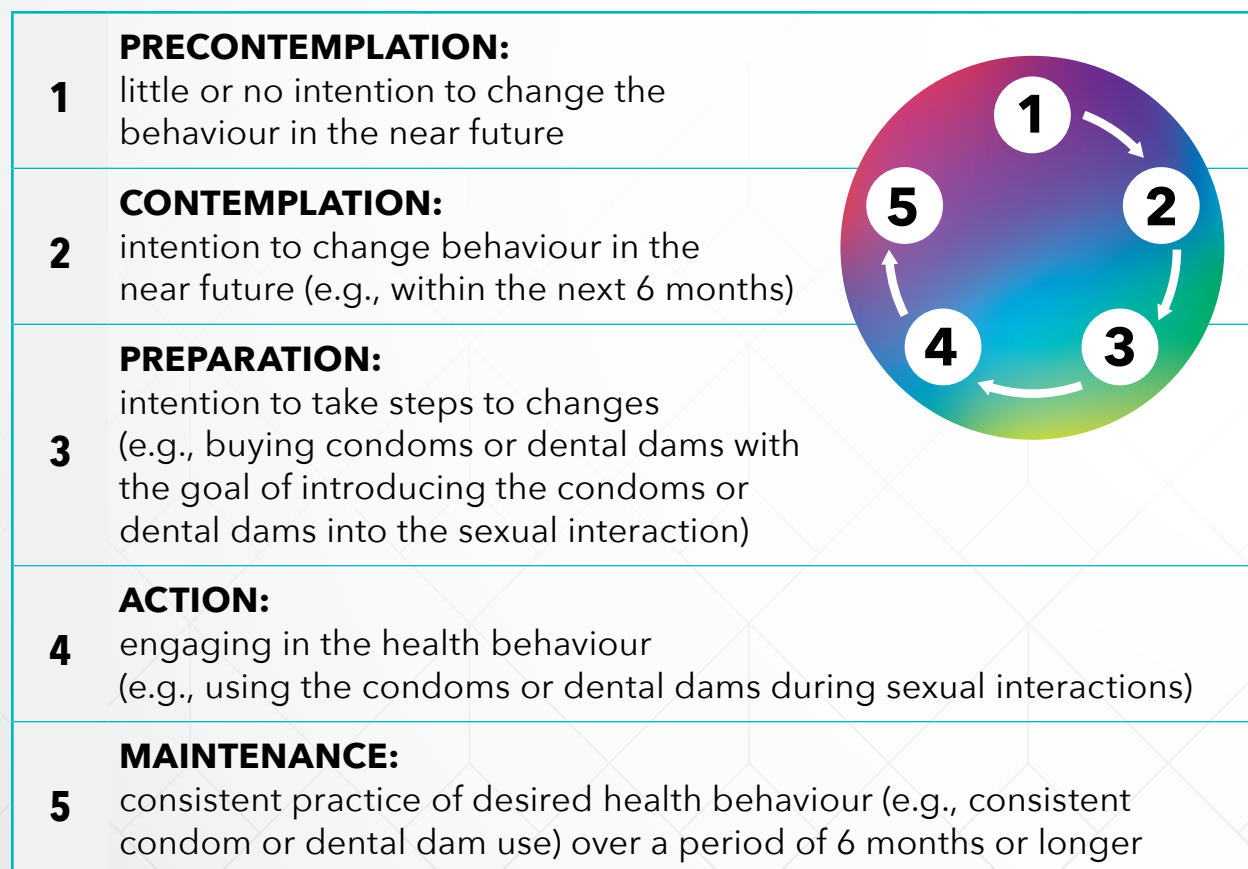 1
PRECONTEMPLATION:
little or no intention to change the
behaviour in the near future
2
CONTEMPLATION:
intention to change behaviour in the
near future (e.g., within the next 6 months)
3
PREPARATION:
intention to take steps to changes
(e.g., buying condoms or dental dams with
the goal of introducing the condoms or
dental dams into the sexual interaction)
4
ACTION:
engaging in the health behaviour
(e.g., using the condoms or dental dams during sexual interactions)
5
MAINTENANCE:
consistent practice of desired health behaviour (e.g., consistent
condom or dental dam use) over a period of 6 months or longer
1
2
3
4
5